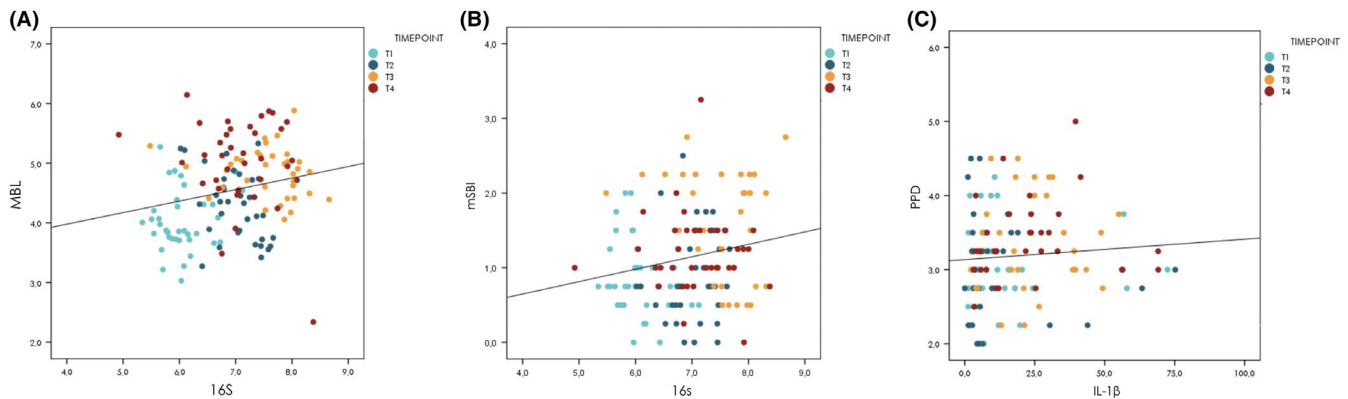 (A)
MBL
7,0
6,0
5,0
4,0
3,0
2,0
4,0 5,0 6,0 7,0 8,0 9,0
16S
TIMEPOINT
T1
T2
T3
T4
(B)
mSBI
4,0
3,0
2,0
1,0
0,0
4,0 5,0 6,0 7,0 8,0 9,0
16s
TIMEPOINT
T1
T2
T3
T4
(C)
PPD
6,0
5,0
4,0
3,0
2,0
0,0 25,0 50,0 75,0 100,0
IL-1β
TIMEPOINT
T1
T2
T3
T4